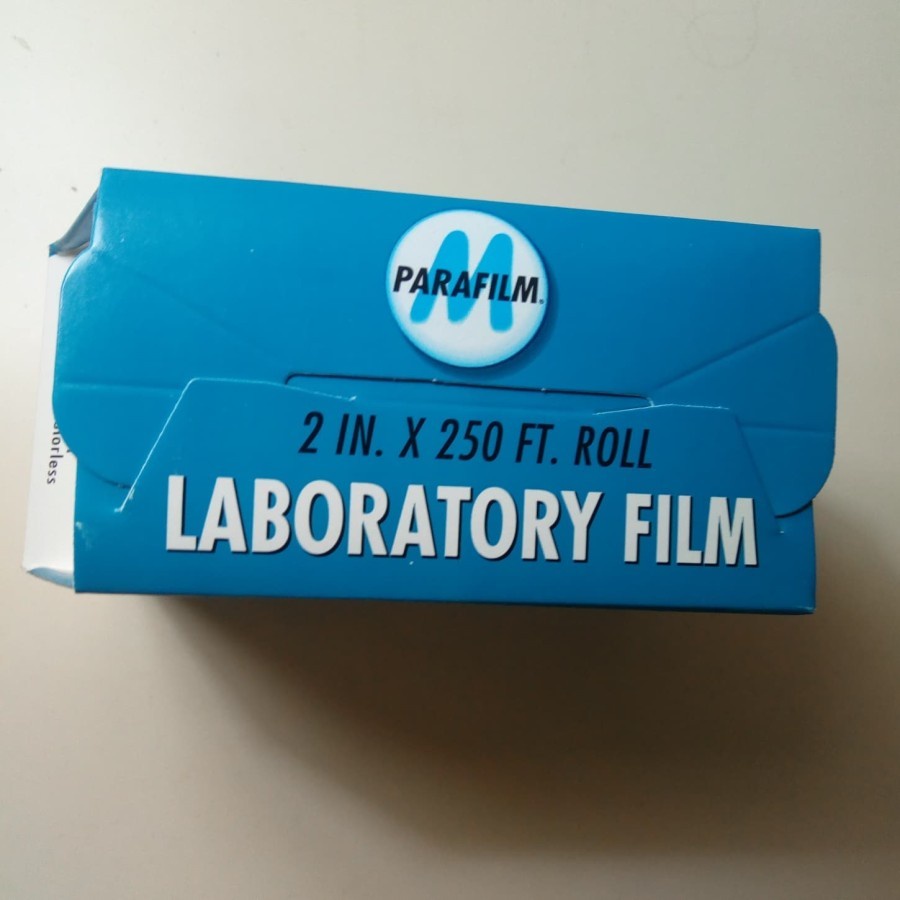 M
PARAFILM®
2 IN. X 250 FT. ROLL
LABORATORY FILM